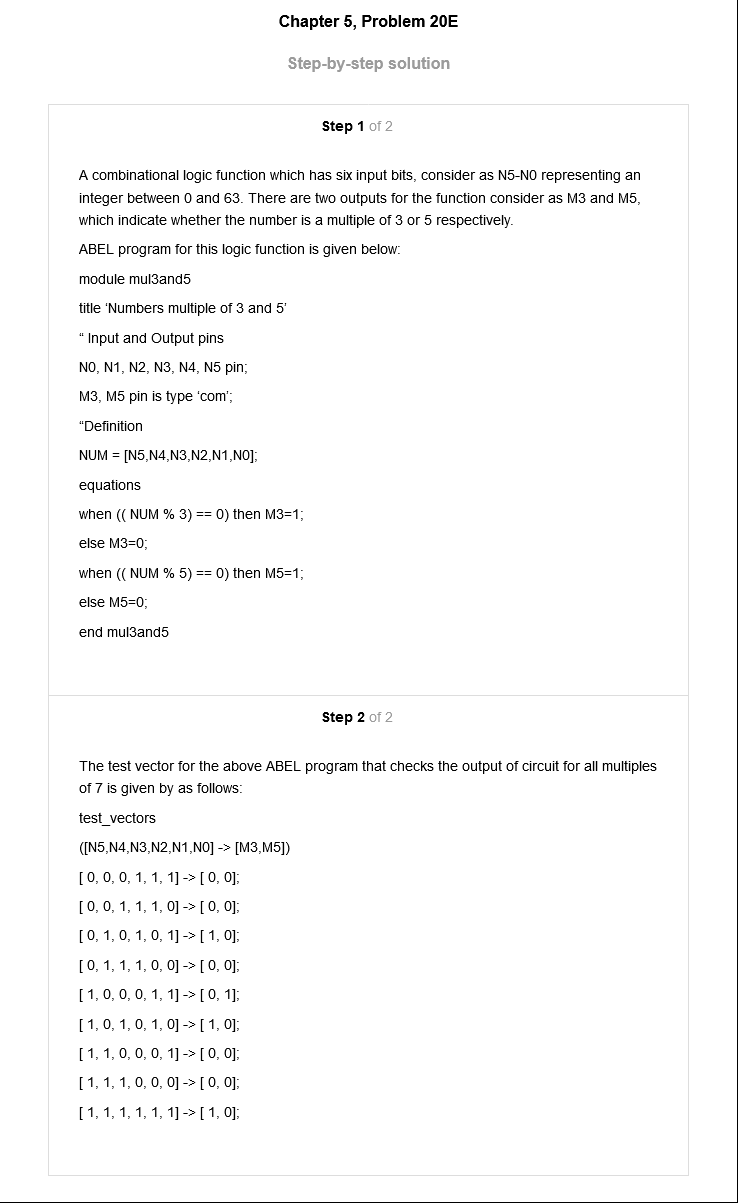 Chapter 5, Problem 20E
Step-by-step solution
Step 1 of 2
A combinational logic function which has six input bits, consider as N5-N0 representing an
integer between 0 and 63. There are two outputs for the function consider as M3 and M5,
which indicate whether the number is a multiple of 3 or 5 respectively.
ABEL program for this logic function is given below:
module mul3and5
title ‘Numbers multiple of 3 and 5’
“ Input and Output pins
N0, N1, N2, N3, N4, N5 pin;
M3, M5 pin is type ‘com’;
“Definition
NUM = [N5,N4,N3,N2,N1,N0];
equations
when (( NUM % 3) == 0) then M3=1;
else M3=0;
when (( NUM % 5) == 0) then M5=1;
else M5=0;
end mul3and5
Step 2 of 2
The test vector for the above ABEL program that checks the output of circuit for all multiples
of 7 is given by as follows:
test_vectors
([N5,N4,N3,N2,N1,N0] -> [M3,M5])
[ 0, 0, 0, 1, 1, 1] -> [ 0, 0];
[ 0, 0, 1, 1, 1, 0] -> [ 0, 0];
[ 0, 1, 0, 1, 0, 1] -> [ 1, 0];
[ 0, 1, 1, 1, 0, 0] -> [ 0, 0];
[ 1, 0, 0, 0, 1, 1] -> [ 0, 1];
[ 1, 0, 1, 0, 1, 0] -> [ 1, 0];
[ 1, 1, 0, 0, 0, 1] -> [ 0, 0];
[ 1, 1, 1, 0, 0, 0] -> [ 0, 0];
[ 1, 1, 1, 1, 1, 1] -> [ 1, 0];